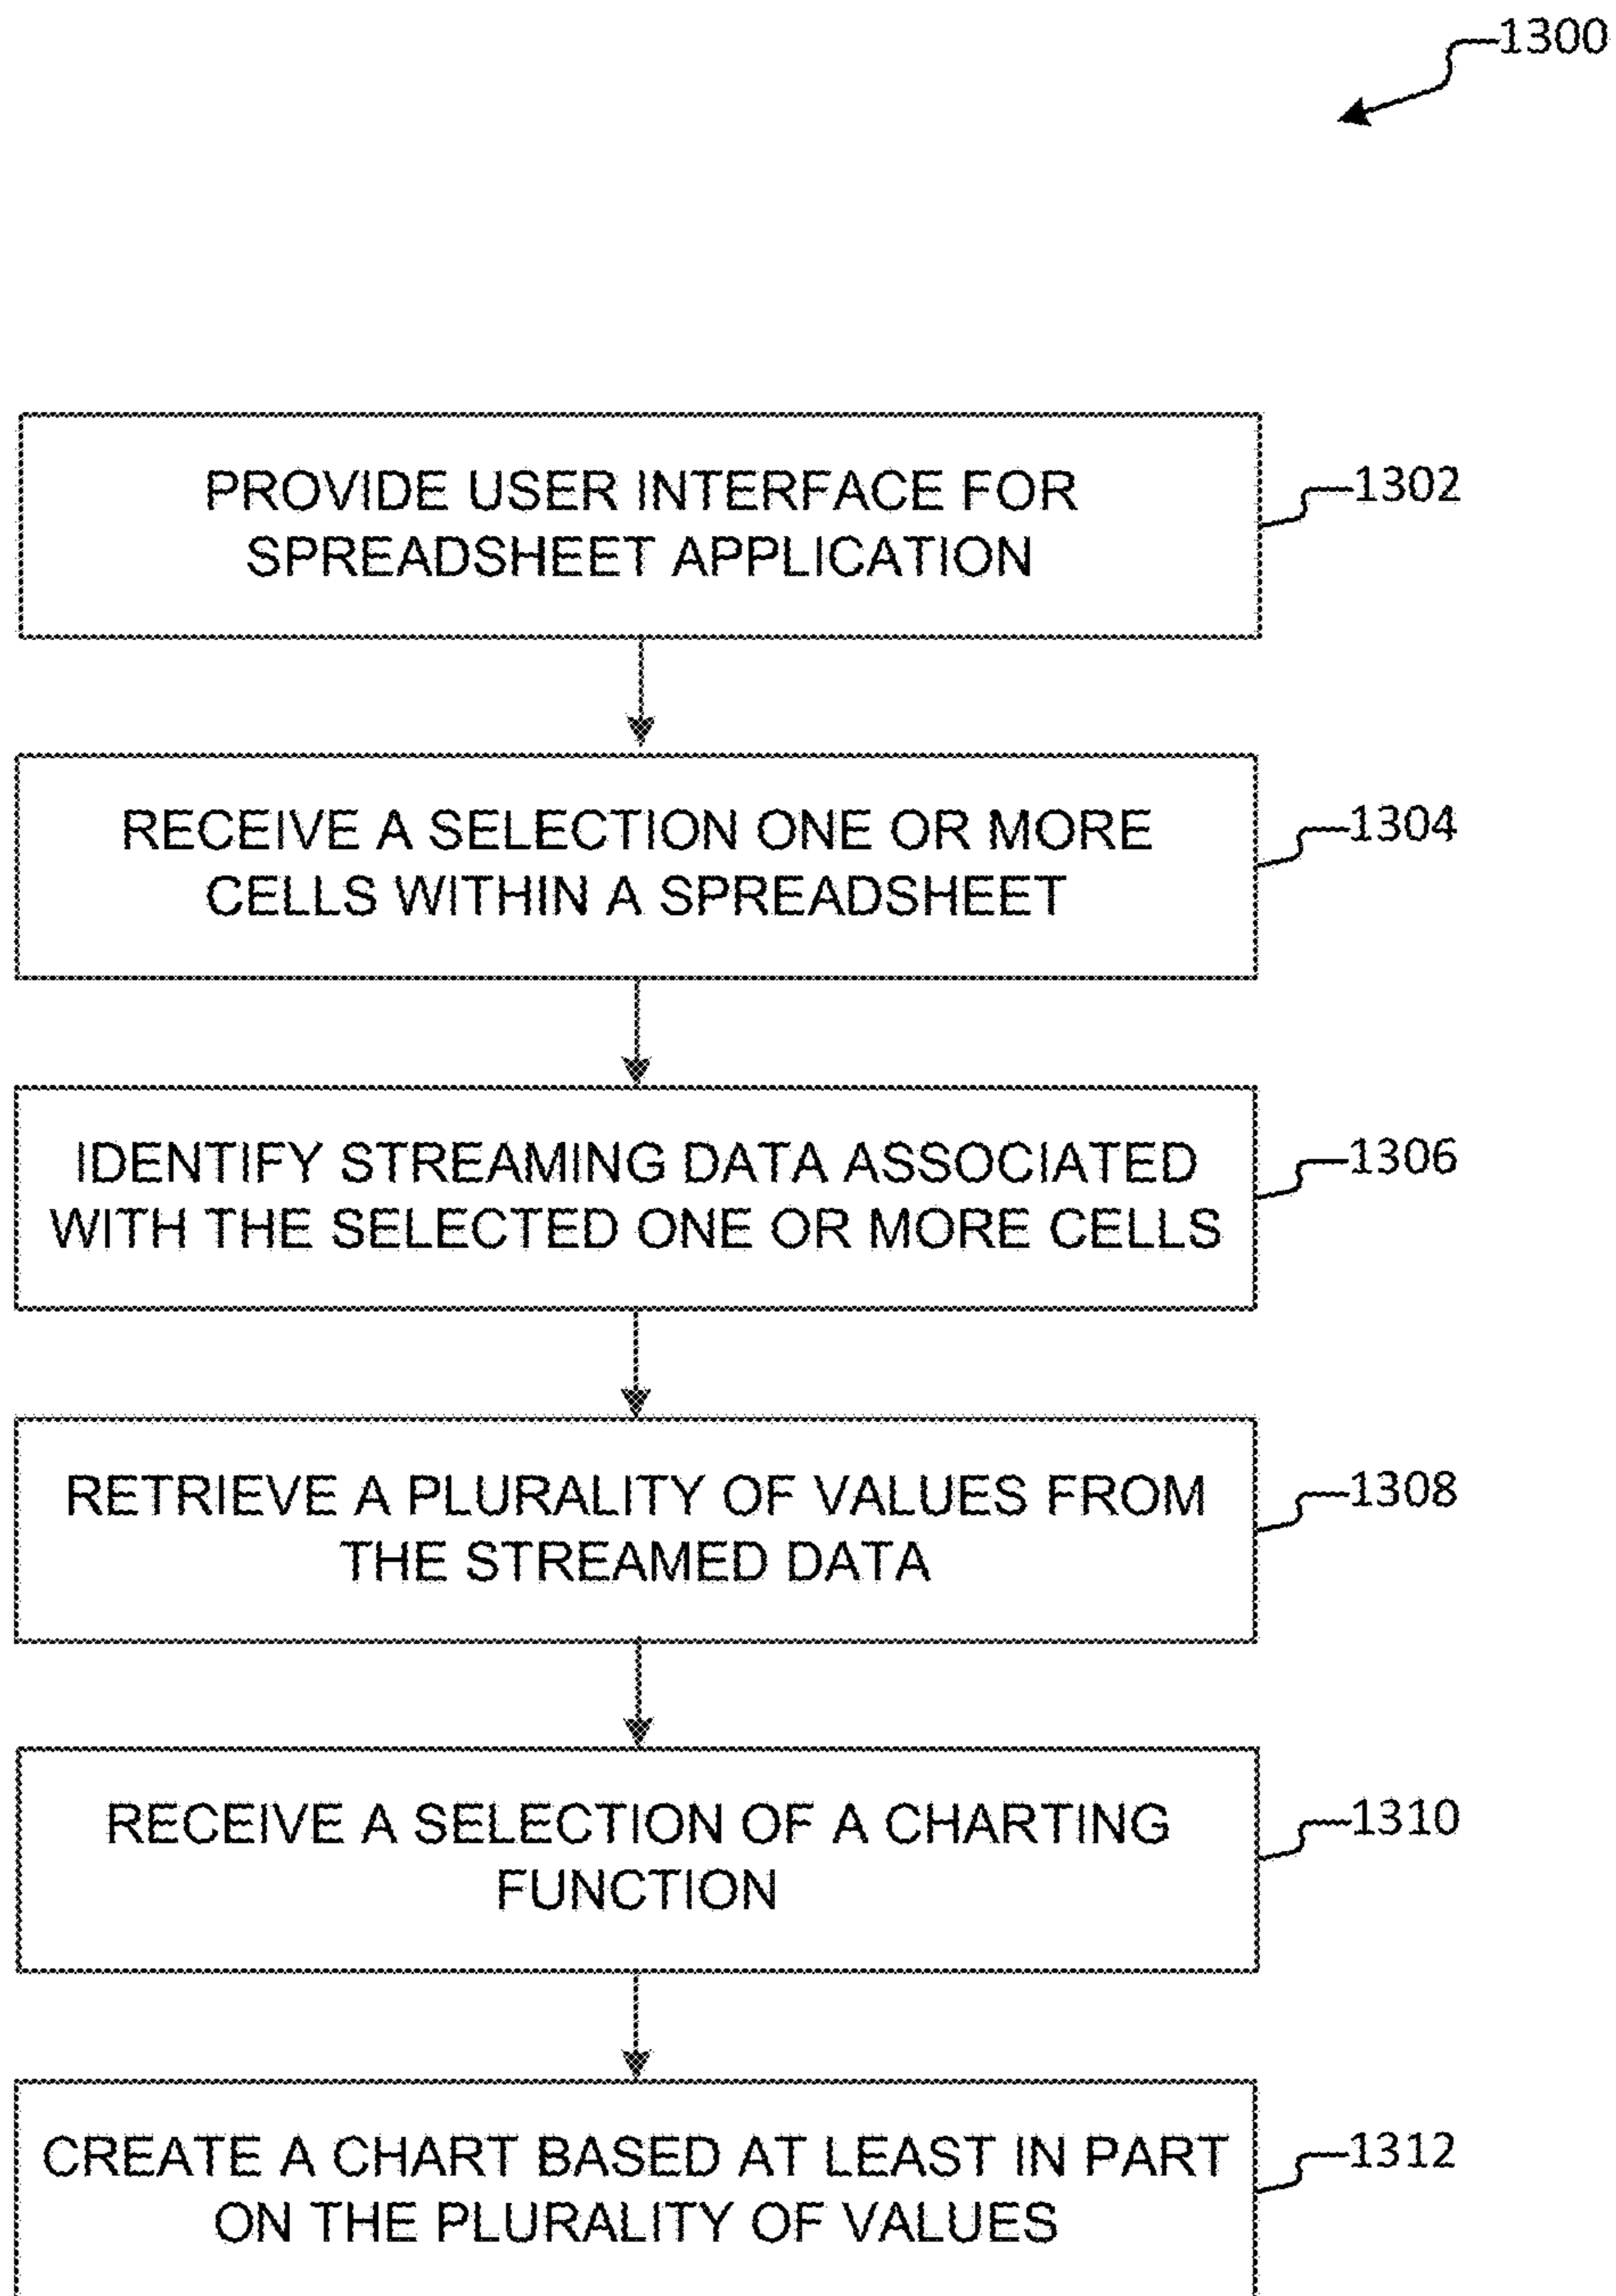 1300
PROVIDE USER INTERFACE FOR
SPREADSHEET APPLICATION
1302
RECEIVE A SELECTION ONE OR MORE
CELLS WITHIN A SPREADSHEET
1304
IDENTIFY STREAMING DATA ASSOCIATED
WITH THE SELECTED ONE OR MORE CELLS
1306
RETRIEVE A PLURALITY OF VALUES FROM
THE STREAMED DATA
1308
RECEIVE A SELECTION OF A CHARTING
FUNCTION
1310
CREATE A CHART BASED AT LEAST IN PART
ON THE PLURALITY OF VALUES
1312